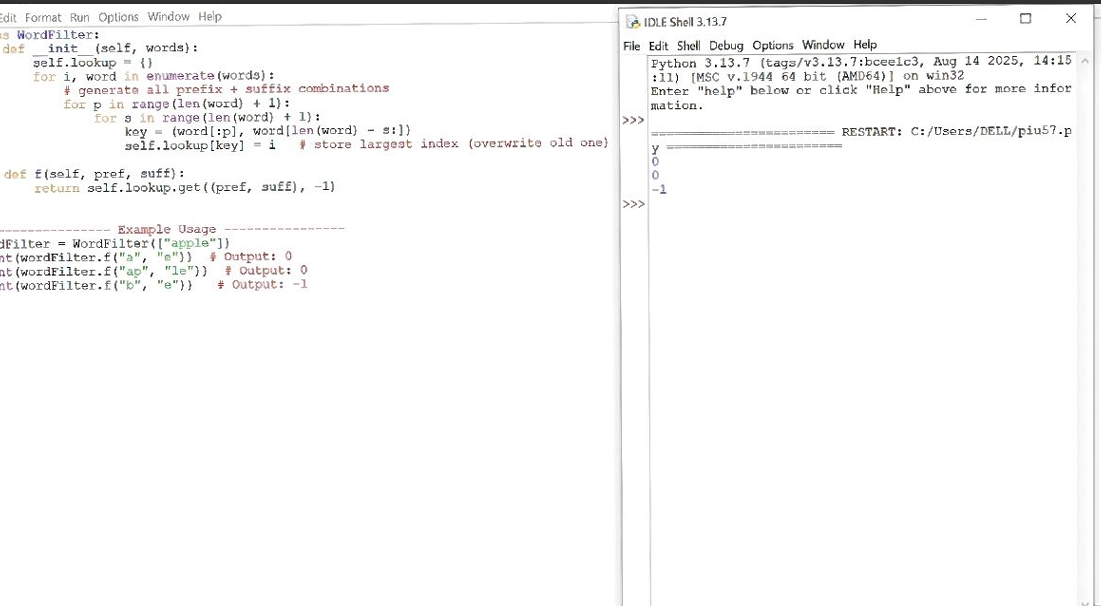 Edit Format Run Options Window Help
ss WordFilter:
def __init__(self, words):
self.lookup = {}
for i, word in enumerate(words):
# generate all prefix + suffix combinations
for p in range(len(word) + 1):
for s in range(len(word) + 1):
key = (word[:p], word[len(word) - s:])
self.lookup[key] = i # store largest index (overwrite old one)
def f(self, pref, suff):
return self.lookup.get((pref, suff), -1)
--------------- Example Usage ----------------
dFilter = WordFilter(["apple"])
nt(wordFilter.f("a", "e")) # Output: 0
nt(wordFilter.f("ap", "le")) # Output: 0
nt(wordFilter.f("b", "e")) # Output: -1
IDLE Shell 3.13.7
File Edit Shell Debug Options Window Help
Python 3.13.7 (tags/v3.13.7:bcee1c3, Aug 14 2025, 14:15
:11) [MSC v.1944 64 bit (AMD64)] on win32
Enter "help" below or click "Help" above for more infor
mation.
>>>
======================== RESTART: C:/Users/DELL/piu57.p
y =======================
0
0
-1
>>>